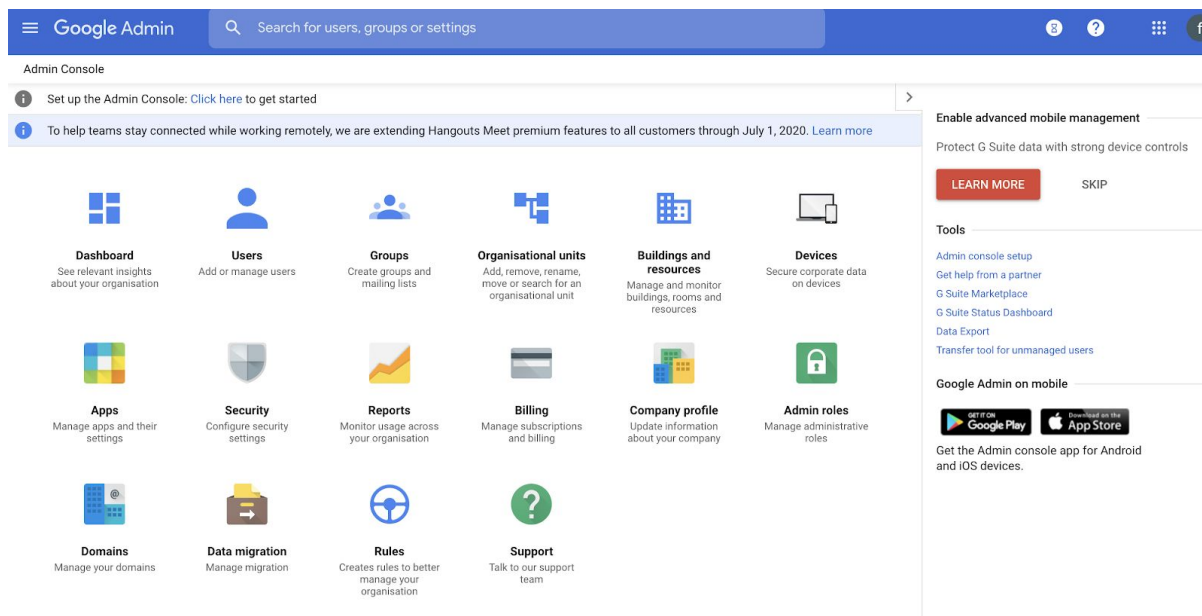 Google Admin
Search for users, groups or settings
Admin Console
Set up the Admin Console: Click here to get started
To help teams stay connected while working remotely, we are extending Hangouts Meet premium features to all customers through July 1, 2020. Learn more
Dashboard
See relevant insights
about your organisation
Users
Add or manage users
Groups
Create groups and
mailing lists
Organisational units
Add, remove, rename,
move or search for an
organisational unit
Buildings and
resources
Manage and monitor
buildings, rooms and
resources
Devices
Secure corporate data
on devices
Apps
Manage apps and their
settings
Security
Configure security
settings
Reports
Monitor usage across
your organisation
Billing
Manage subscriptions
and billing
Company profile
Update information
about your company
Admin roles
Manage administrative
roles
@
Domains
Manage your domains
Data migration
Manage migration
Rules
Creates rules to better
manage your
organisation
?
Support
Talk to our support
team
Enable advanced mobile management
Protect G Suite data with strong device controls
LEARN MORE
SKIP
Tools
Admin console setup
Get help from a partner
G Suite Marketplace
G Suite Status Dashboard
Data Export
Transfer tool for unmanaged users
Google Admin on mobile
GET IT ON
Google Play
Download on the
App Store
Get the Admin console app for Android
and iOS devices.